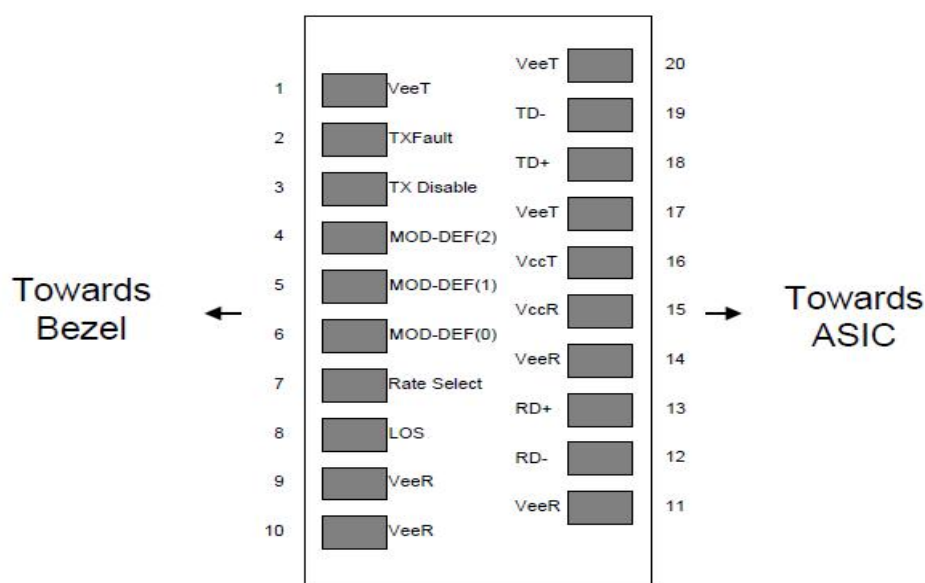 VeeT 20
1 VeeT
TD- 19
2 TXFault
TD+ 18
3 TX Disable
VeeT 17
4 MOD-DEF(2)
VccT 16
5 MOD-DEF(1)
VccR 15
6 MOD-DEF(0)
VeeR 14
7 Rate Select
RD+ 13
8 LOS
RD- 12
9 VeeR
VeeR 11
10 VeeR
Towards
Bezel
Towards
ASIC